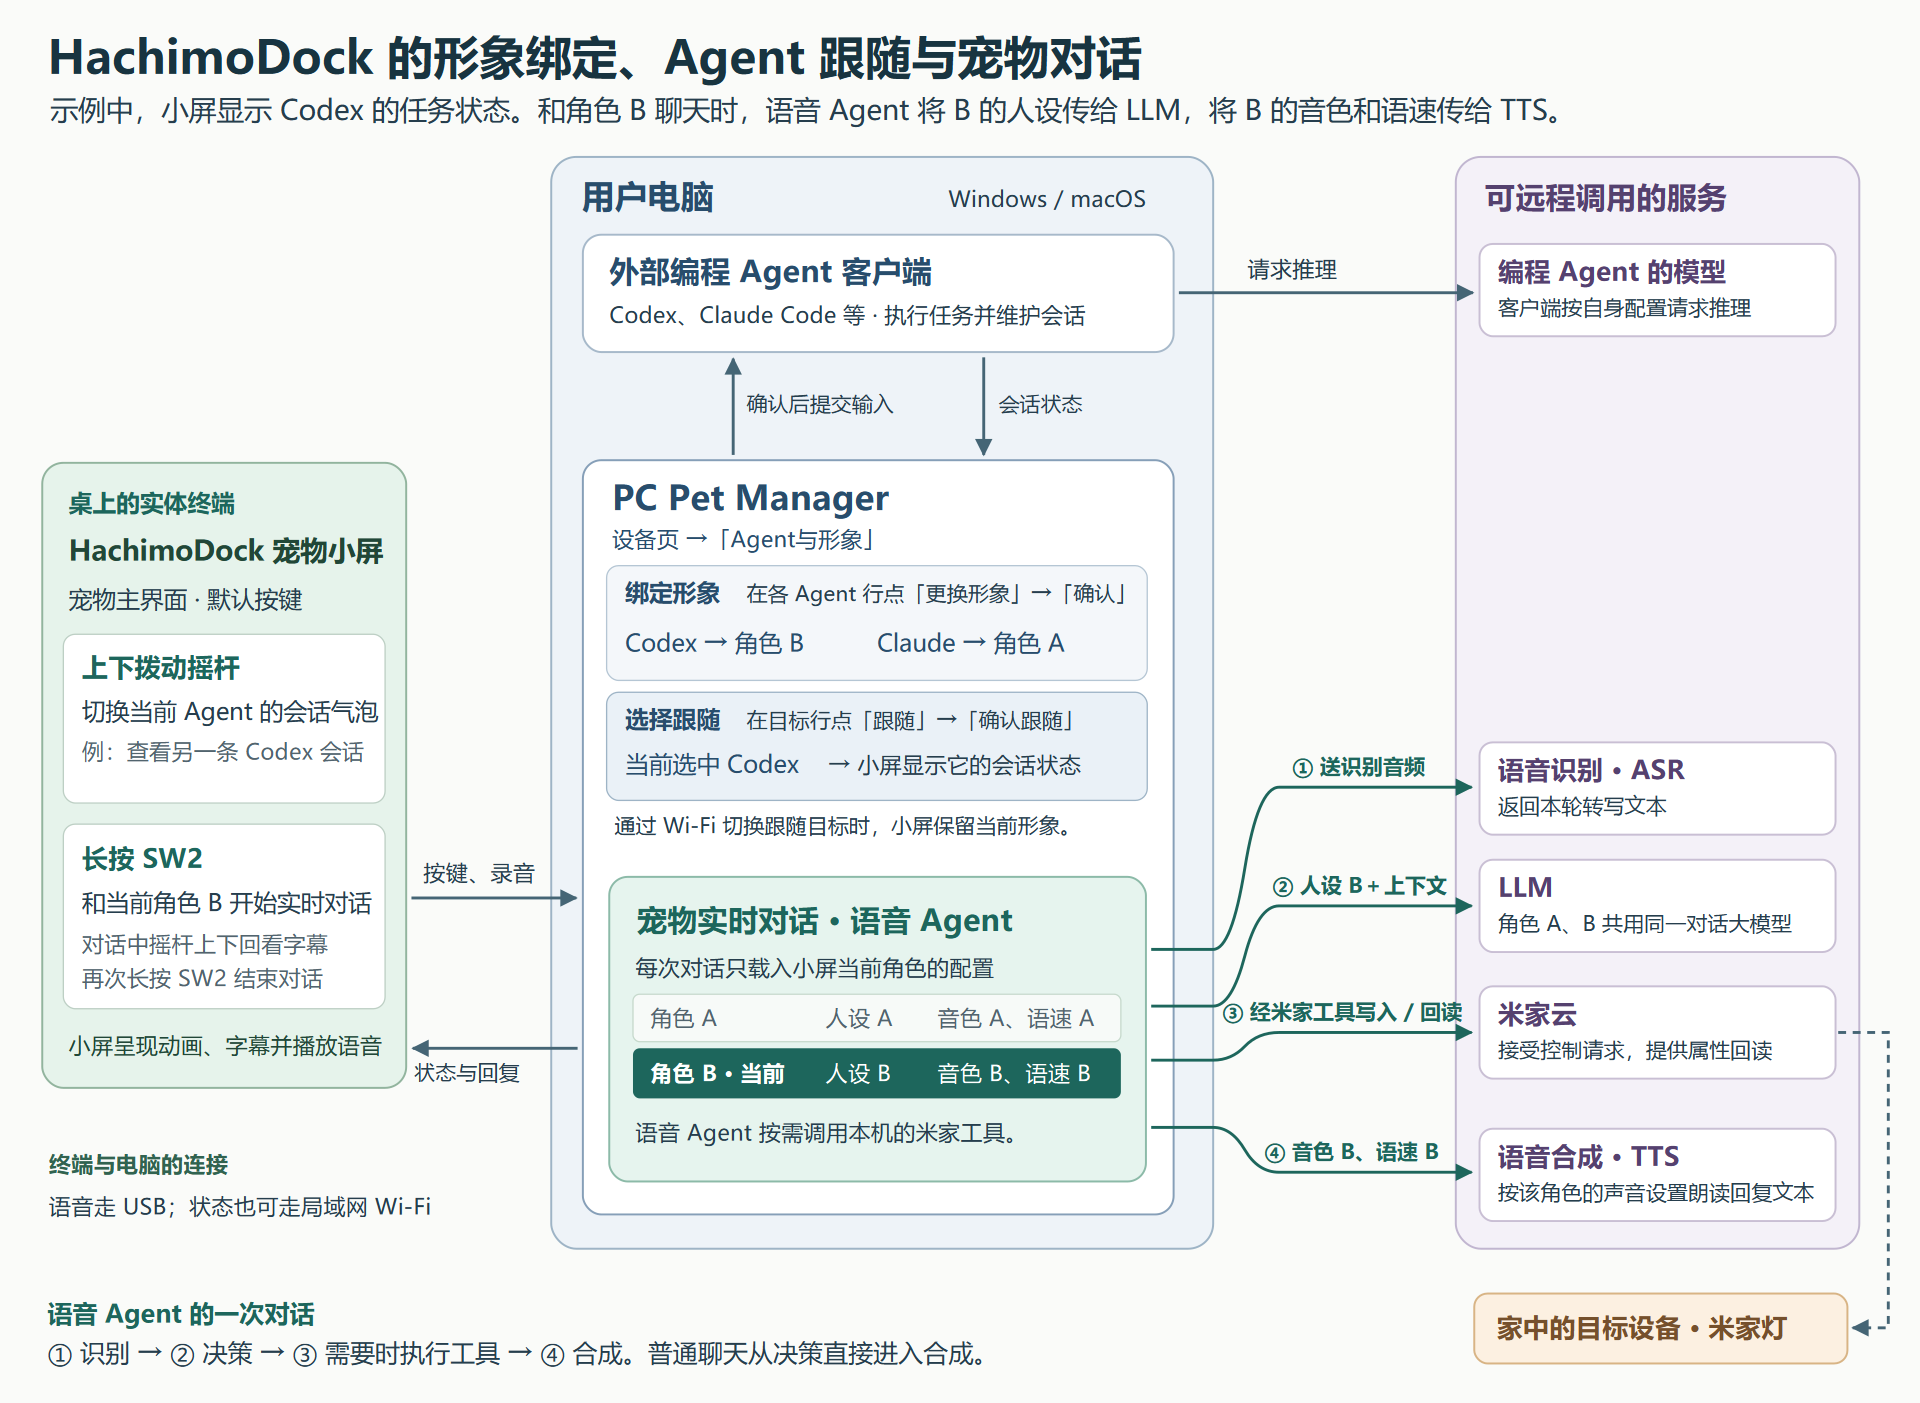 HachimoDock 的形象绑定、Agent 跟随与宠物对话
示例中，小屏显示 Codex 的任务状态。和角色 B 聊天时，语音 Agent 将 B 的人设传给 LLM，将 B 的音色和语速传给 TTS。
桌上的实体终端
HachimoDock 宠物小屏
宠物主界面 · 默认按键
上下拨动摇杆
切换当前 Agent 的会话气泡
例：查看另一条 Codex 会话
长按 SW2
和当前角色 B 开始实时对话
对话中摇杆上下回看字幕
再次长按 SW2 结束对话
小屏呈现动画、字幕并播放语音
按键、录音
状态与回复
终端与电脑的连接
语音走 USB；状态也可走局域网 Wi-Fi
用户电脑
Windows / macOS
外部编程 Agent 客户端
Codex、Claude Code 等 · 执行任务并维护会话
确认后提交输入
会话状态
PC Pet Manager
设备页 → 「Agent与形象」
绑定形象 在各 Agent 行点「更换形象」→「确认」
Codex → 角色 B Claude → 角色 A
选择跟随 在目标行点「跟随」→「确认跟随」
当前选中 Codex → 小屏显示它的会话状态
通过 Wi-Fi 切换跟随目标时，小屏保留当前形象。
宠物实时对话 • 语音 Agent
每次对话只载入小屏当前角色的配置
角色 A 人设 A 音色 A、语速 A
角色 B • 当前 人设 B 音色 B、语速 B
语音 Agent 按需调用本机的米家工具。
请求推理
① 送识别音频
② 人设 B + 上下文
③ 经米家工具写入 / 回读
④ 音色 B、语速 B
可远程调用的服务
编程 Agent 的模型
客户端按自身配置请求推理
语音识别 • ASR
返回本轮转写文本
LLM
角色 A、B 共用同一对话大模型
米家云
接受控制请求，提供属性回读
语音合成 • TTS
按该角色的声音设置朗读回复文本
家中的目标设备 • 米家灯
语音 Agent 的一次对话
① 识别 → ② 决策 → ③ 需要时执行工具 → ④ 合成。普通聊天从决策直接进入合成。